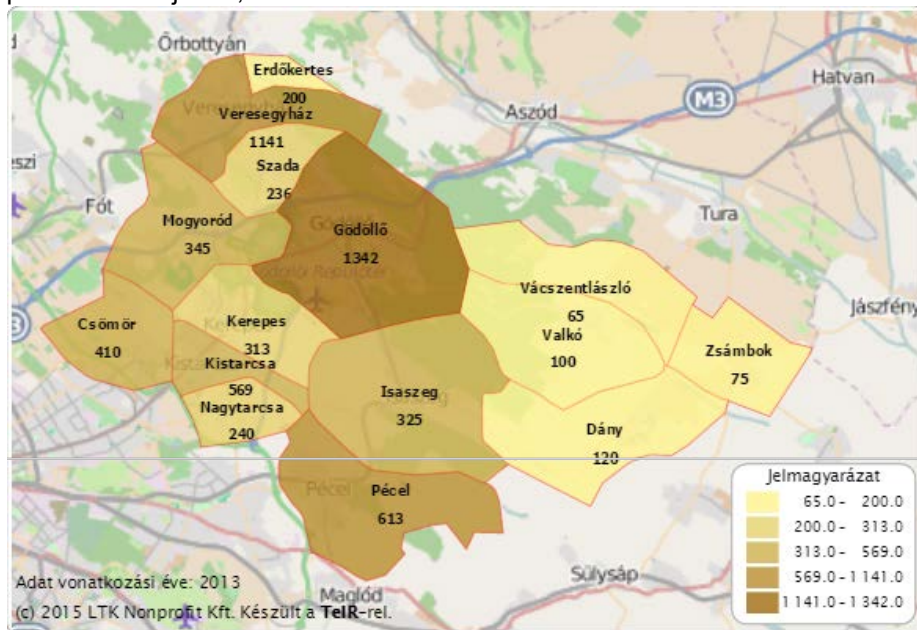 Őrbottyán
Erdőkertes
200
Hatvan
Veresegyház
1141
Aszód
M3
Szada
236
Fót
Mogyoród
345
Gödöllő
1342
Tura
Vácszentlászló
65
Jászfény
Csömör
410
Kerepes
313
Valkó
100
Zsámbok
75
Kistarcsa
569
Isaszeg
325
Nagytarcsa
240
Dány
120
Pécel
Pécel
613
Jelmagyarázat
65.0- 200.0
200.0- 313.0
313.0- 569.0
569.0-1 141.0
1 141.0-1 342.0
Sülysáp
Adat vonatkozási éve: 2013
Maglód
(c) 2015 LTK Nonprofit Kft. Készült a TeIR-rel.